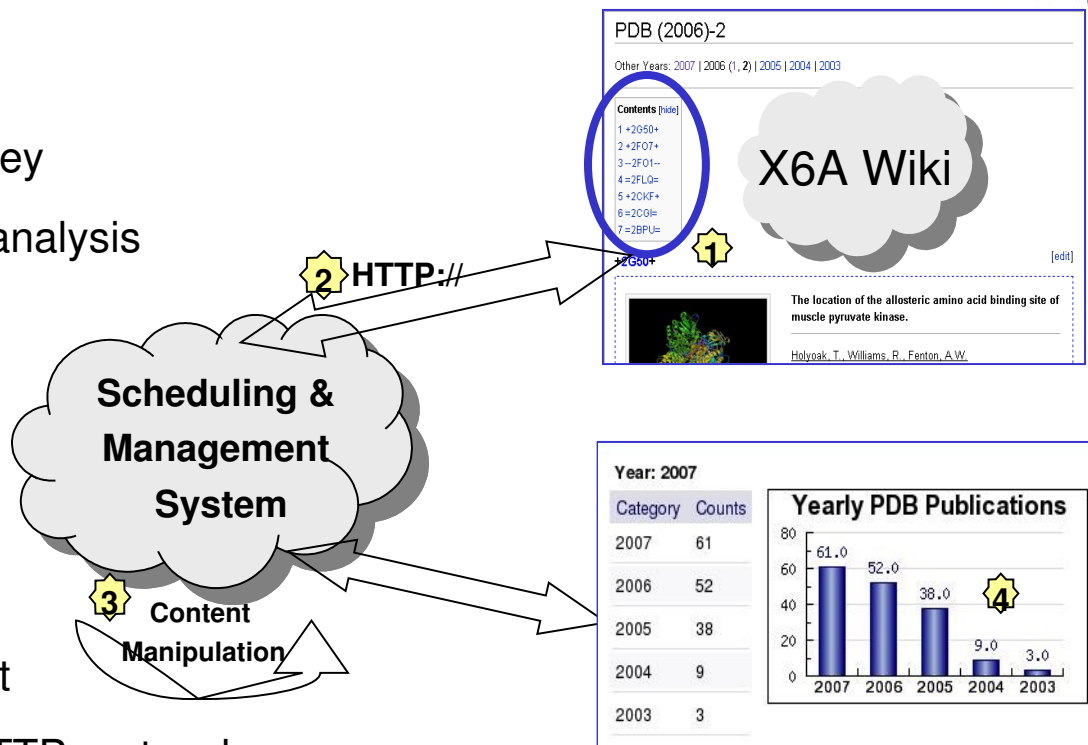 ey
analysis
2 HTTP://
Scheduling &
Management
System
3
Content
Manipulation
t
TTP
PDB (2006)-2
Other Years: 2007 | 2006 (1, 2) | 2005 | 2004 | 2003
Contents [hide]
1 +2G50+
2 +2FO7+
3 --2FO1--
4 =2FLQ=
5 +2CKF+
6 =2CGI=
7 =2BPU=
X6A Wiki
1
+2G50+
[edit]
The location of the allosteric amino acid binding site of
muscle pyruvate kinase.
Holyoak, T., Williams, R., Fenton, A.W.
Year: 2007
Category Counts
2007 61
2006 52
2005 38
2004 9
2003 3
Yearly PDB Publications
80
60
40
20
0
61.0
52.0
38.0
9.0
3.0
4
2007 2006 2005 2004 2003